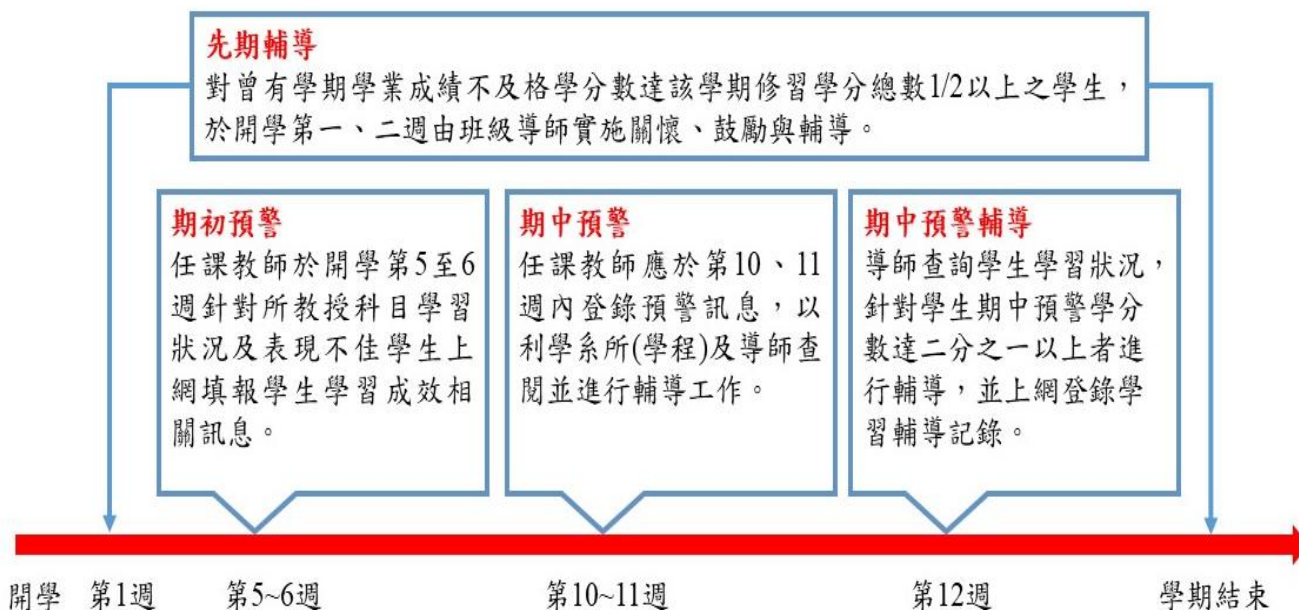 先期輔導
對曾有學期學業成績不及格學分數達該學期修習學分總數1/2以上之學生，
於開學第一、二週由班級導師實施關懷、鼓勵與輔導。
期初預警
任課教師於開學第5至6
週針對所教授科目學習
狀況及表現不佳學生上
網填報學生學習成效相
關訊息。
期中預警
任課教師應於第10、11
週內登錄預警訊息，以
利學系所(學程)及導師查
閱並進行輔導工作。
期中預警輔導
導師查詢學生學習狀況，
針對學生期中預警學分
數達二分之一以上者進
行輔導，並上網登錄學
習輔導記錄。
開學 第1週 第5~6週 第10~11週 第12週 學期結束